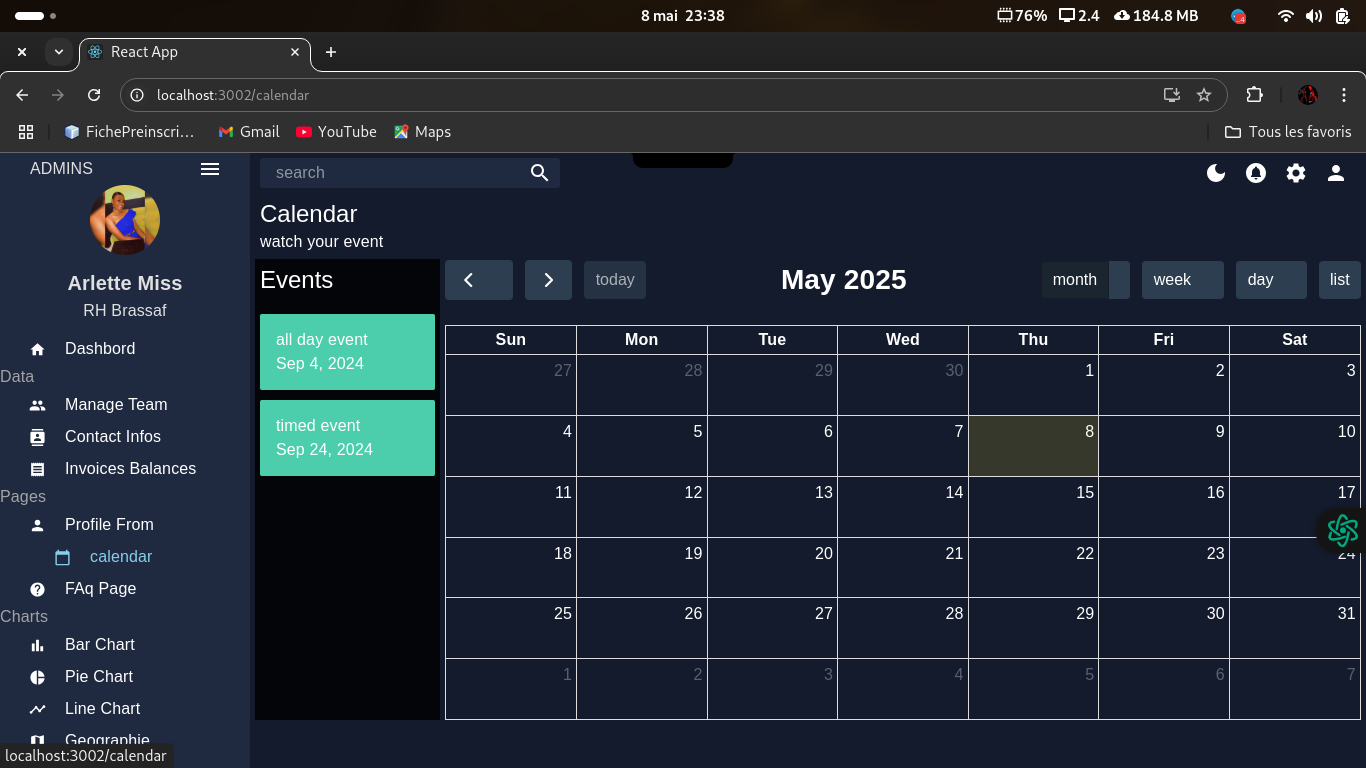 8 mai 23:38
76% 2.4 184.8 MB
React App
localhost:3002/calendar
FichePreinscri… Gmail YouTube Maps Tous les favoris
ADMINS
search
Arlette Miss
RH Brassaf
Dashbord
Data
Manage Team
Contact Infos
Invoices Balances
Pages
Profile From
calendar
FAq Page
Charts
Bar Chart
Pie Chart
Line Chart
Geographie
localhost:3002/calendar
Calendar
watch your event
Events
all day event
Sep 4, 2024
timed event
Sep 24, 2024
today
May 2025
month week day list
Sun Mon Tue Wed Thu Fri Sat
27 28 29 30 1 2 3
4 5 6 7 8 9 10
11 12 13 14 15 16 17
18 19 20 21 22 23 24
25 26 27 28 29 30 31
1 2 3 4 5 6 7